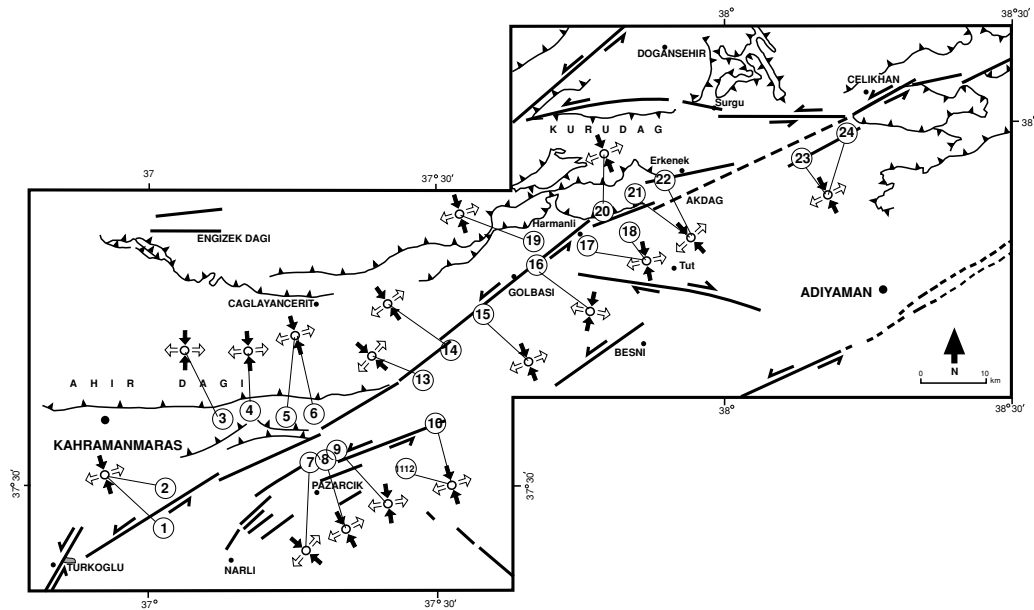 38°
38°30′
DOGANSEHIR
CELIKHAN
Surgu
K U R U D A G
38°
24
23
Erkenek
22
21
AKDAG
20
37
37°30′
ENGIZEK DAGI
Harmanli
19
18
17
16
Tut
GOLBASI
ADIYAMAN
CAGLAYANCERIT
15
14
BESNI
13
N
0 10
km
A H I R D A G I
3
4
5
6
38°
38°30′
KAHRAMANMARAS
10
9
8
7
1112
PAZARCIK
2
1
37°30′
37°30′
TURKOGLU
NARLI
37°
37°30′